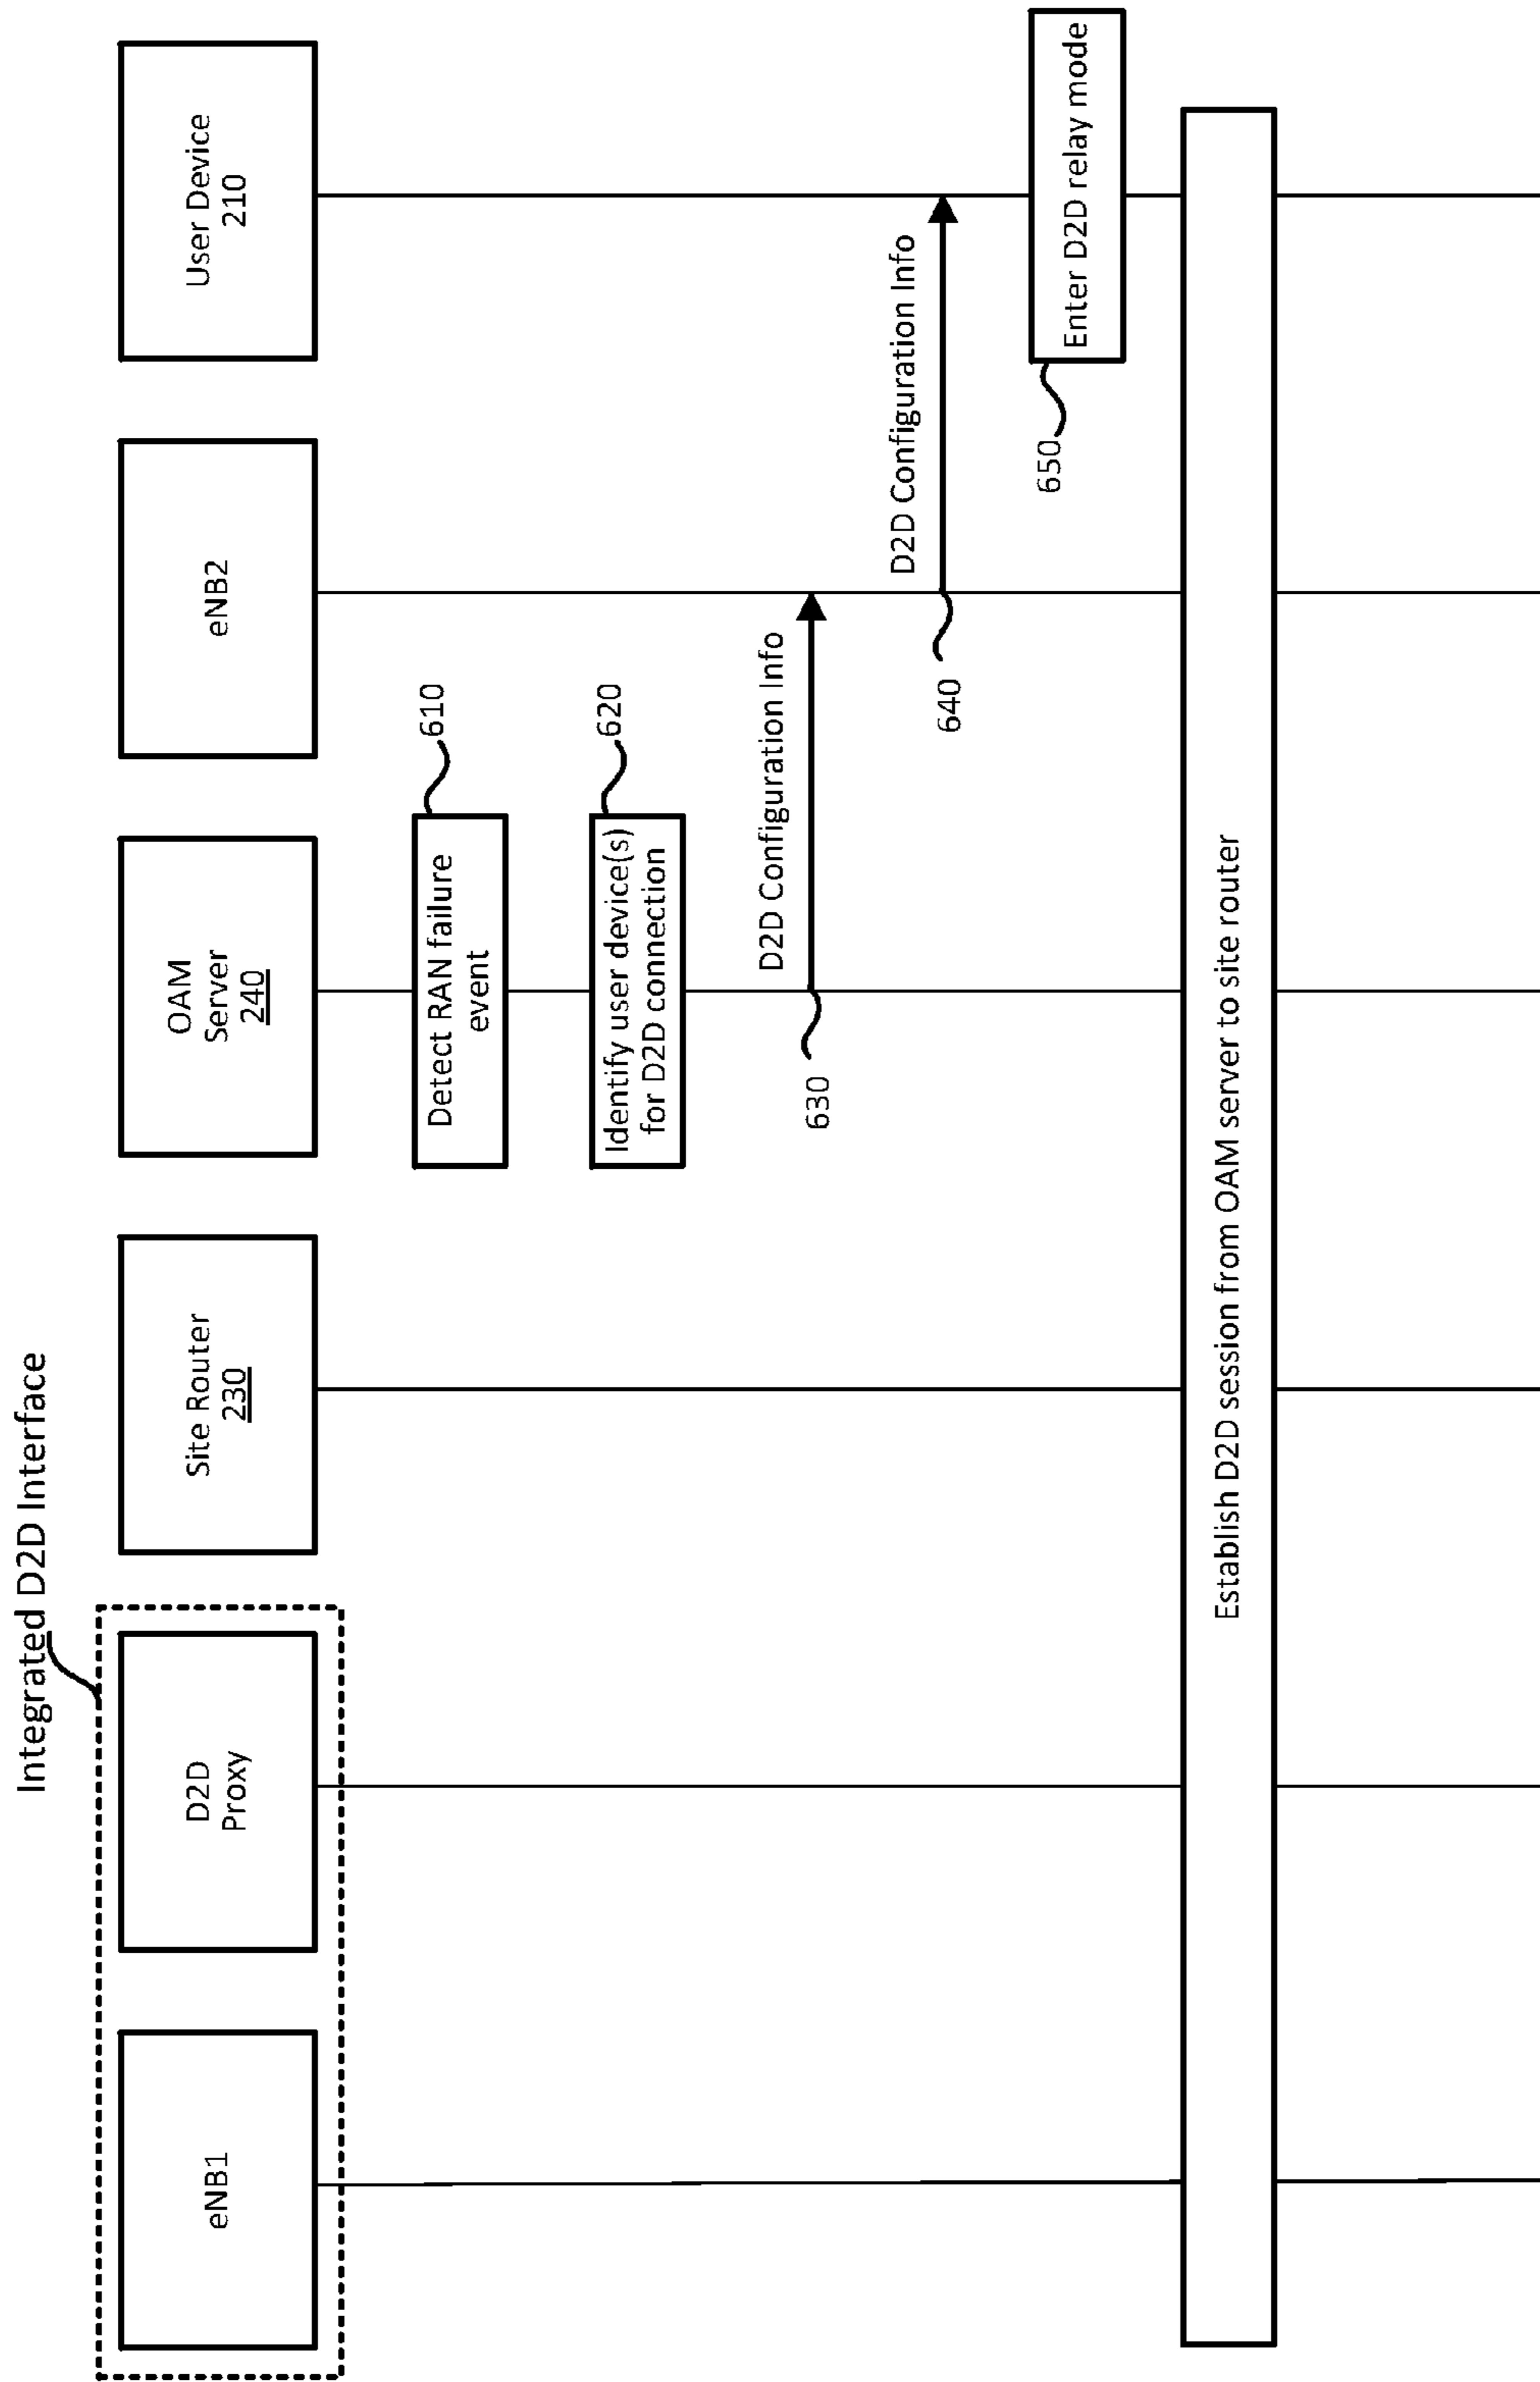 Integrated D2D Interface
eNB1
D2D
Proxy
Site Router
230
OAM
Server
240
eNB2
User Device
210
Detect RAN failure
event
610
Identify user device(s)
for D2D connection
620
D2D Configuration Info
630
D2D Configuration Info
640
Enter D2D relay mode
650
Establish D2D session from OAM server to site router